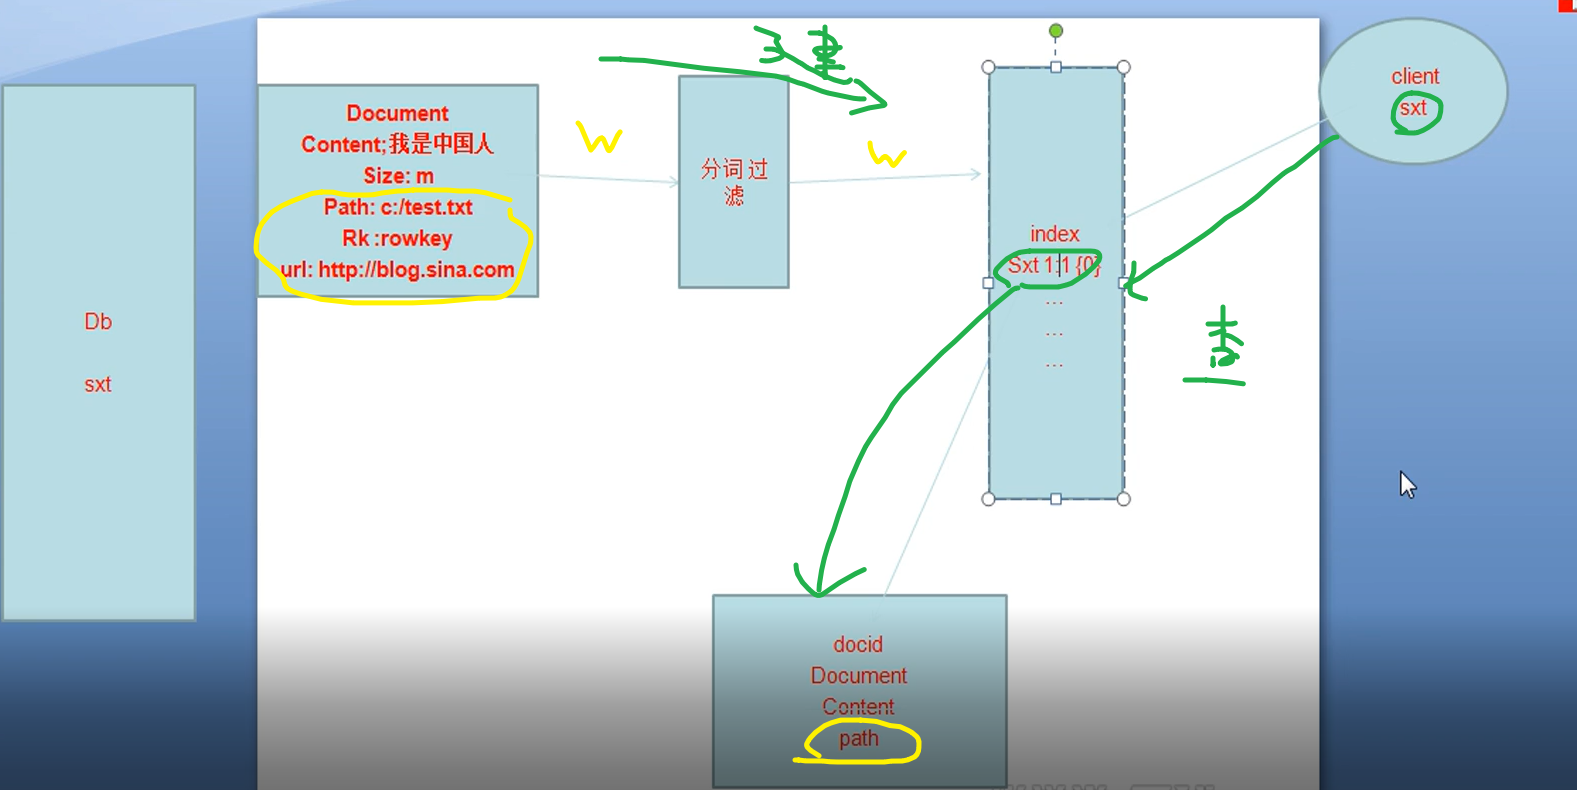 Db
sxt
Document
Content;我是中国人
Size: m
Path: c:/test.txt
Rk :rowkey
url: http://blog.sina.com
W
分词 过
滤
W
index
Sxt 1:1 {0}
...
...
...
client
sxt
查
docid
Document
Content
path